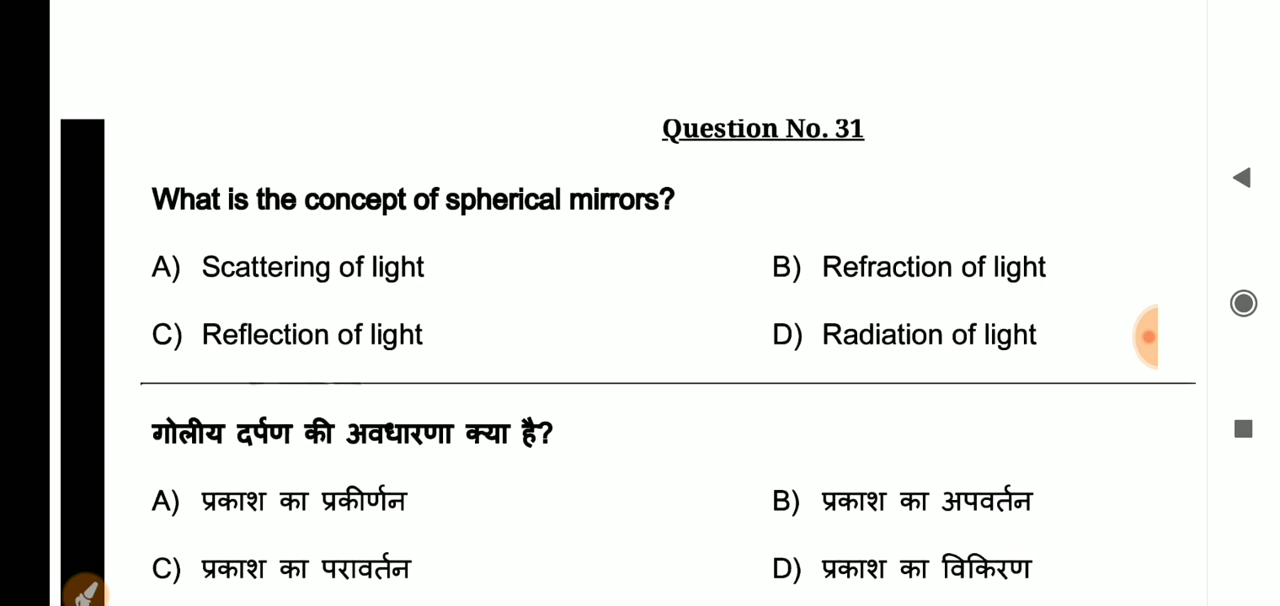 Question No. 31
What is the concept of spherical mirrors?
A) Scattering of light B) Refraction of light
C) Reflection of light D) Radiation of light
गोलीय दर्पण की अवधारणा क्या है?
A) प्रकाश का प्रकीर्णन B) प्रकाश का अपवर्तन
C) प्रकाश का परावर्तन D) प्रकाश का विकिरण